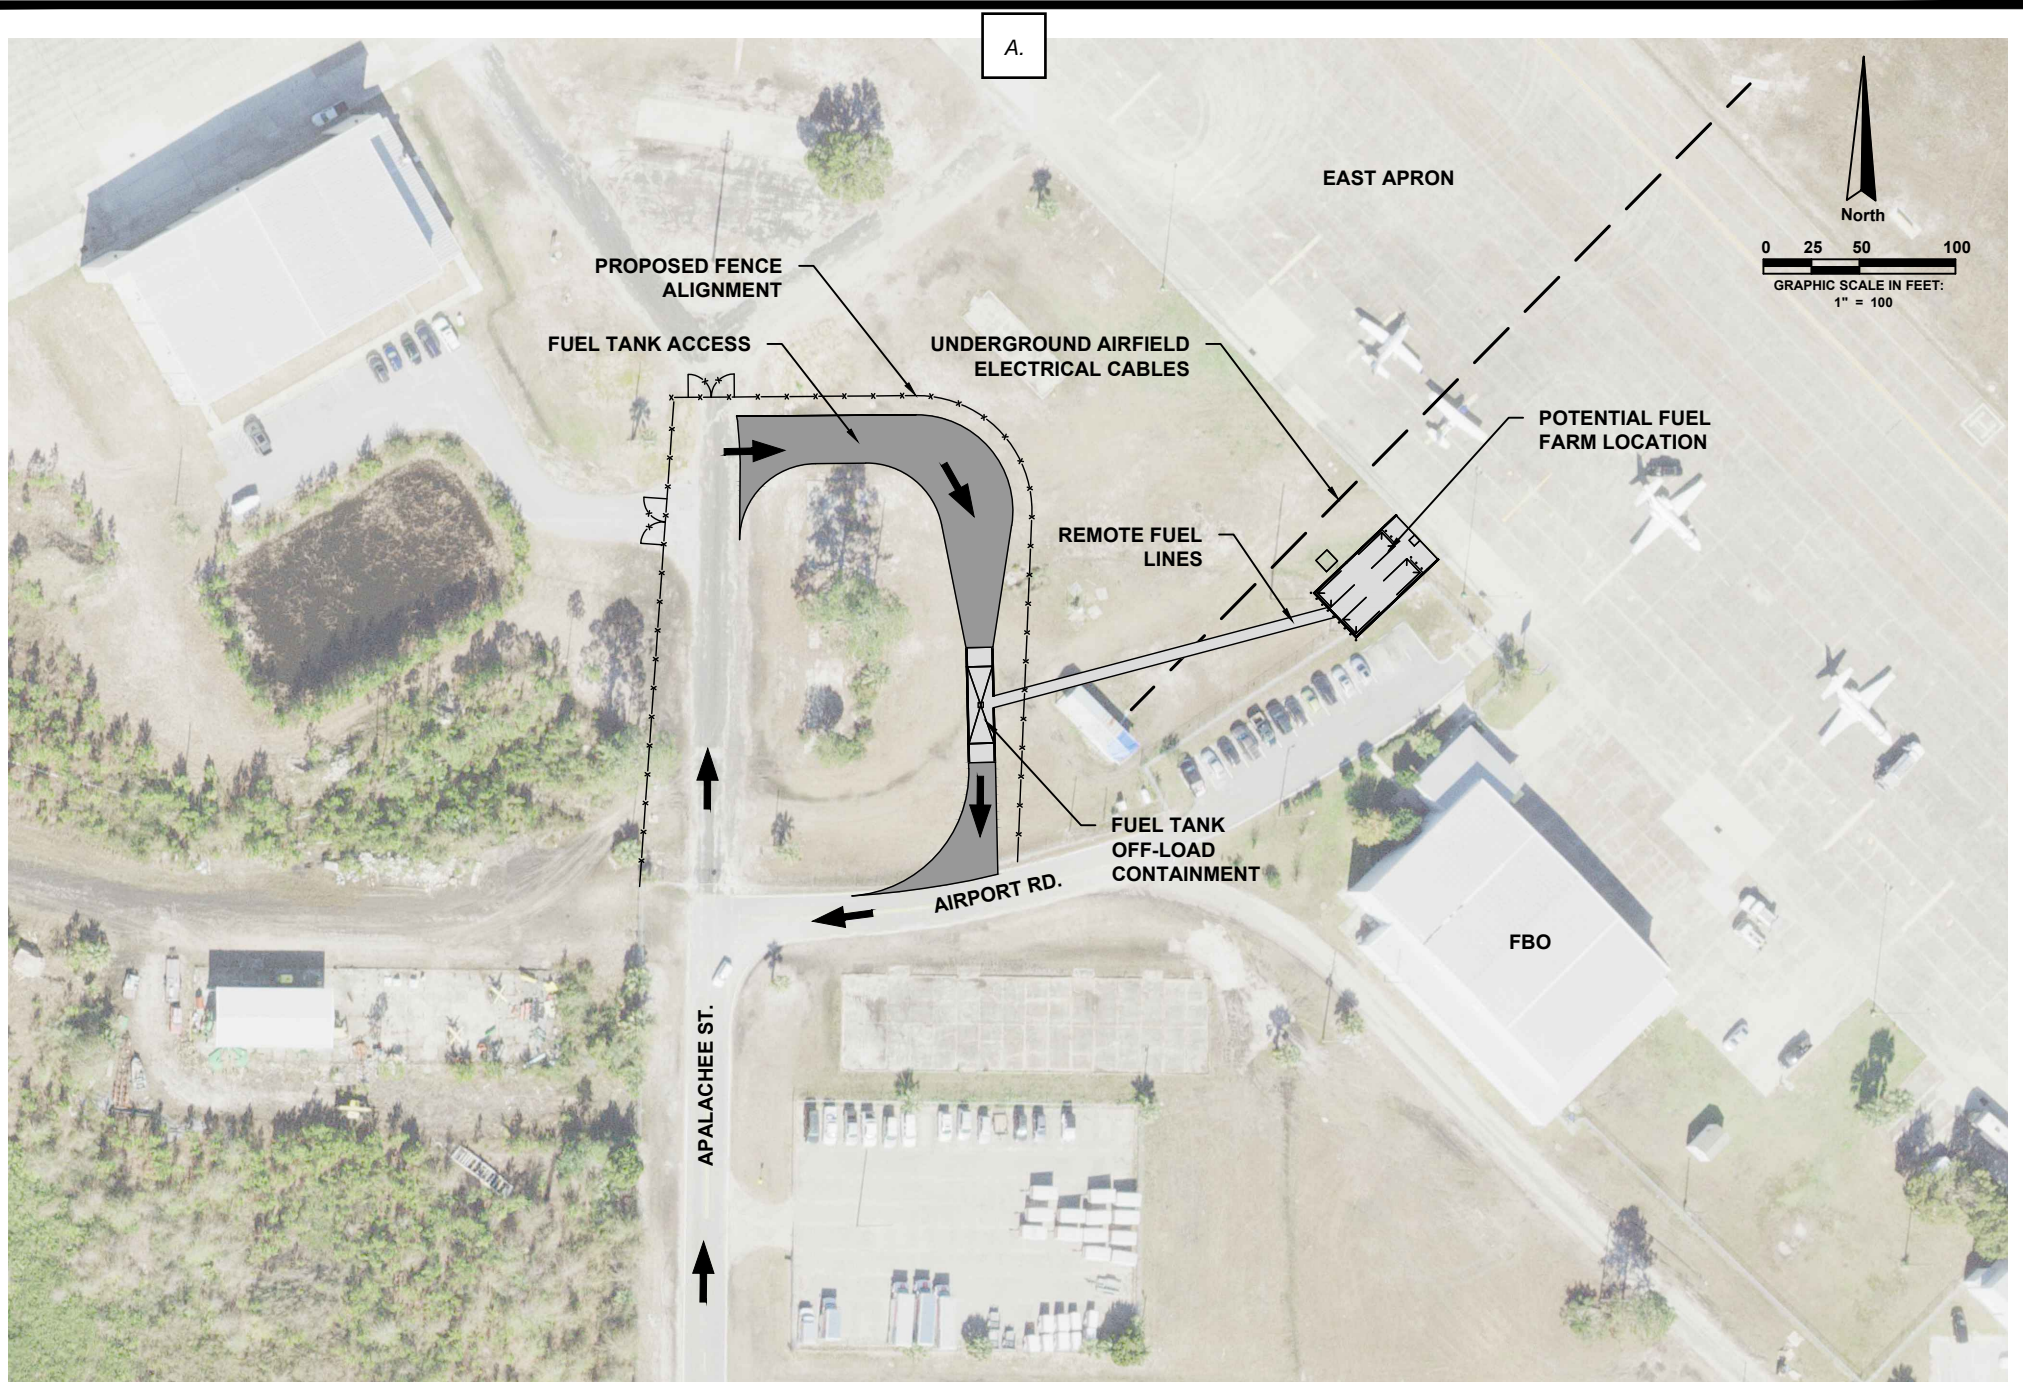 A.
EAST APRON
North
0 25 50 100
GRAPHIC SCALE IN FEET:
1" = 100
PROPOSED FENCE
ALIGNMENT
FUEL TANK ACCESS
UNDERGROUND AIRFIELD
ELECTRICAL CABLES
POTENTIAL FUEL
FARM LOCATION
REMOTE FUEL
LINES
FUEL TANK
OFF-LOAD
CONTAINMENT
AIRPORT RD.
FBO
APALACHEE ST.